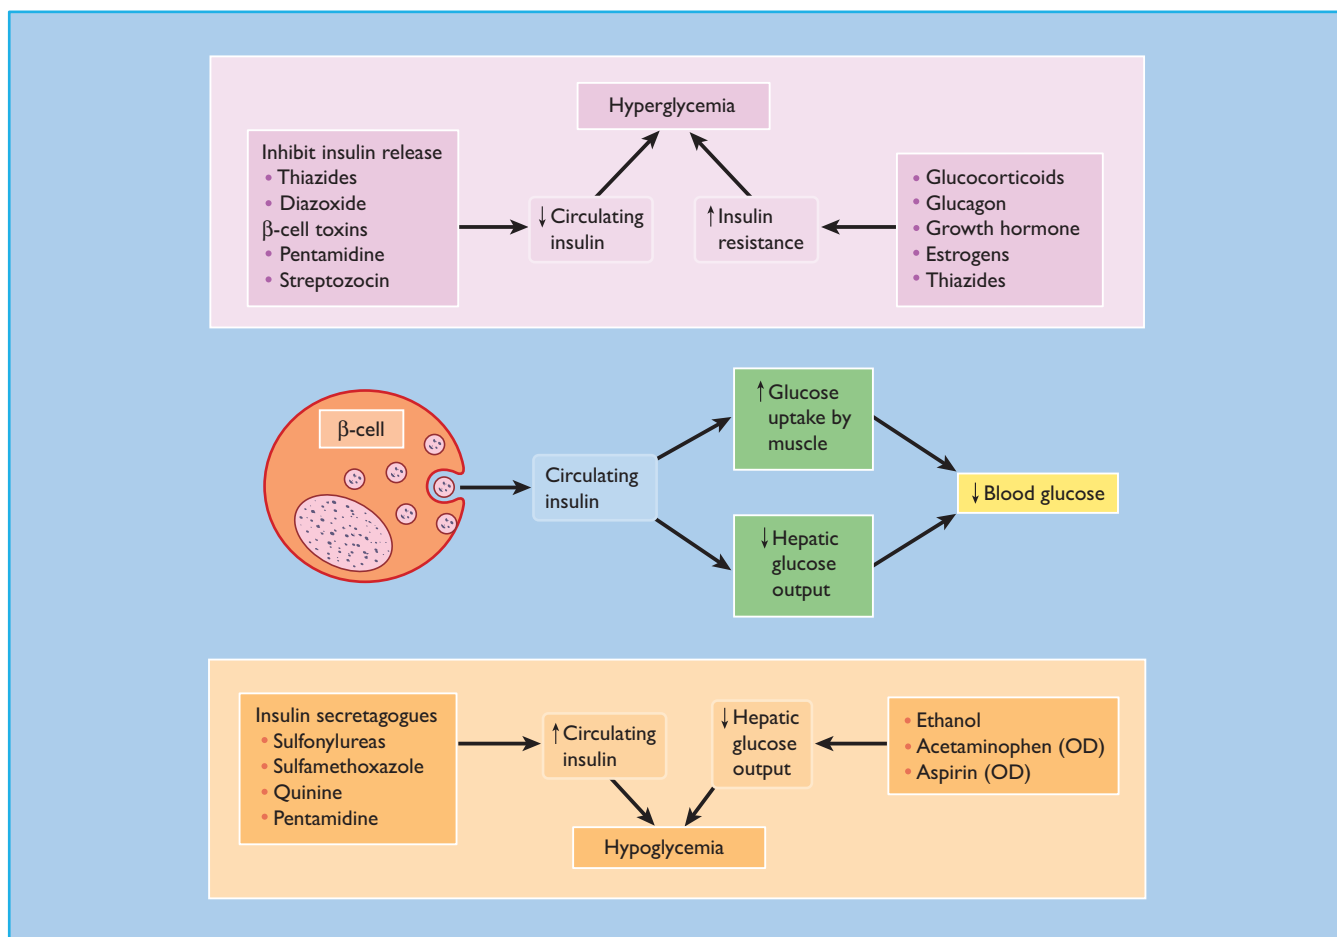 Hyperglycemia
Inhibit insulin release
• Thiazides
• Diazoxide
β-cell toxins
• Pentamidine
• Streptozocin
↓ Circulating
insulin
↑ Insulin
resistance
• Glucocorticoids
• Glucagon
• Growth hormone
• Estrogens
• Thiazides
β-cell
Circulating
insulin
↑ Glucose
uptake by
muscle
↓ Hepatic
glucose
output
↓ Blood glucose
Insulin secretagogues
• Sulfonylureas
• Sulfamethoxazole
• Quinine
• Pentamidine
↑ Circulating
insulin
↓ Hepatic
glucose
output
• Ethanol
• Acetaminophen (OD)
• Aspirin (OD)
Hypoglycemia